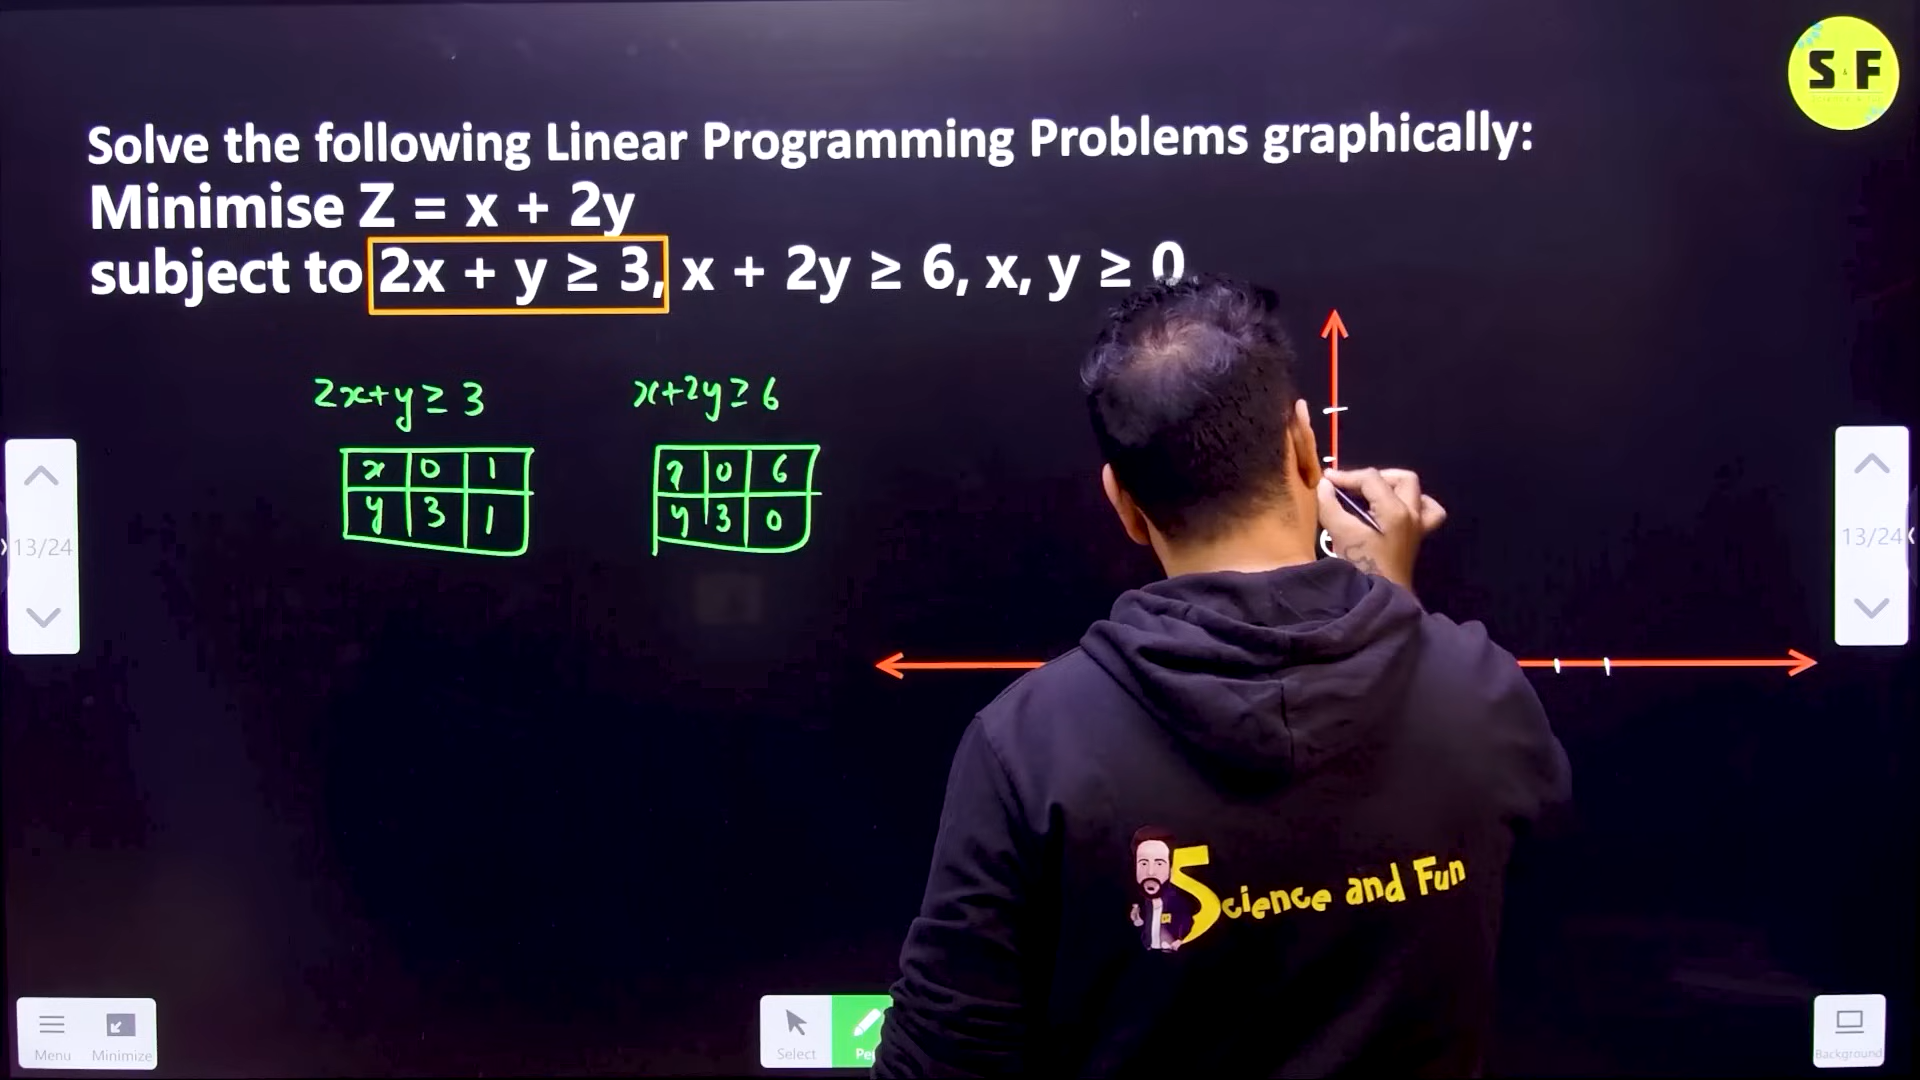 S & F
Solve the following Linear Programming Problems graphically:
Minimise Z = x + 2y
subject to 2x + y ≥ 3, x + 2y ≥ 6, x, y ≥ 0
2x+y ≥ 3
x 0 1
y 3 1
x+2y ≥ 6
x 0 6
y 3 0
13/24
13/24
Science and Fun
Menu Minimize
Select
Background